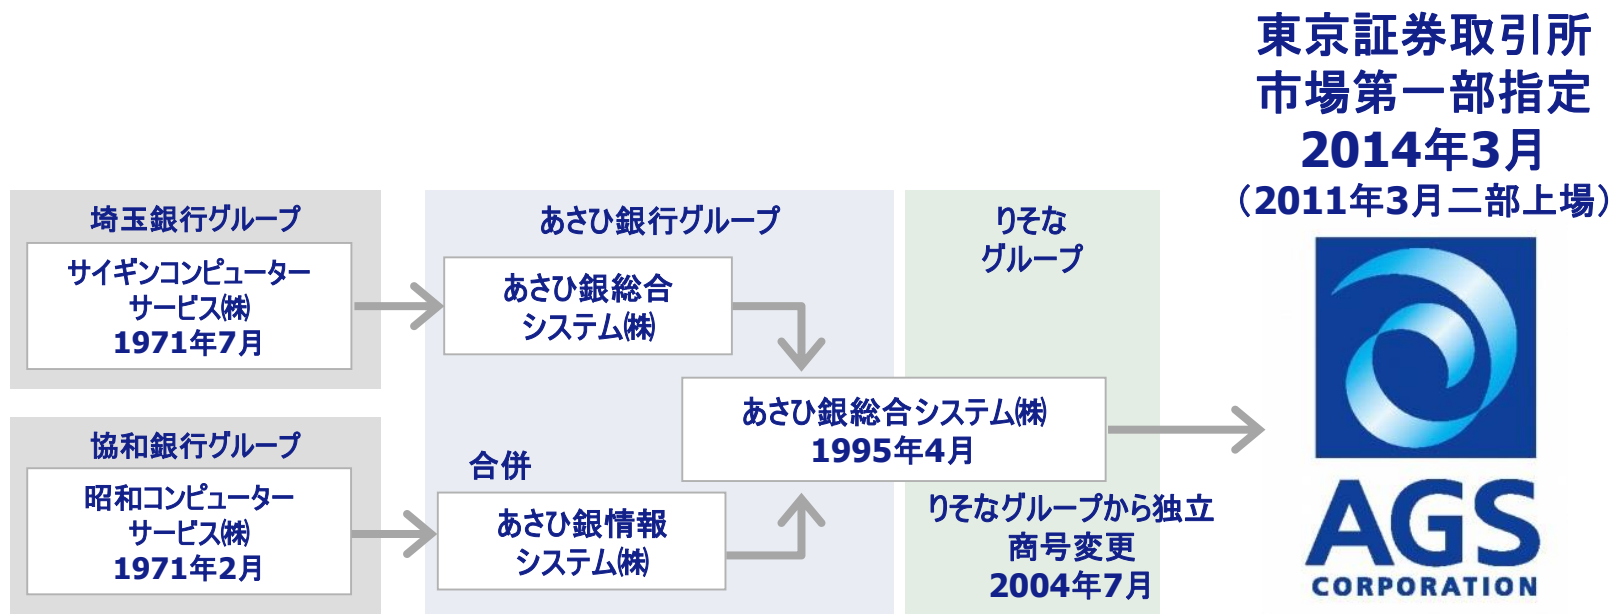 東京証券取引所
市場第一部指定
2014年3月
（2011年3月二部上場）
埼玉銀行グループ
サイギンコンピューター
サービス㈱
1971年7月
協和銀行グループ
昭和コンピューター
サービス㈱
1971年2月
あさひ銀行グループ
あさひ銀総合
システム㈱
合併
あさひ銀情報
システム㈱
りそな
グループ
あさひ銀総合システム㈱
1995年4月
りそなグループから独立
商号変更
2004年7月
AGS
CORPORATION